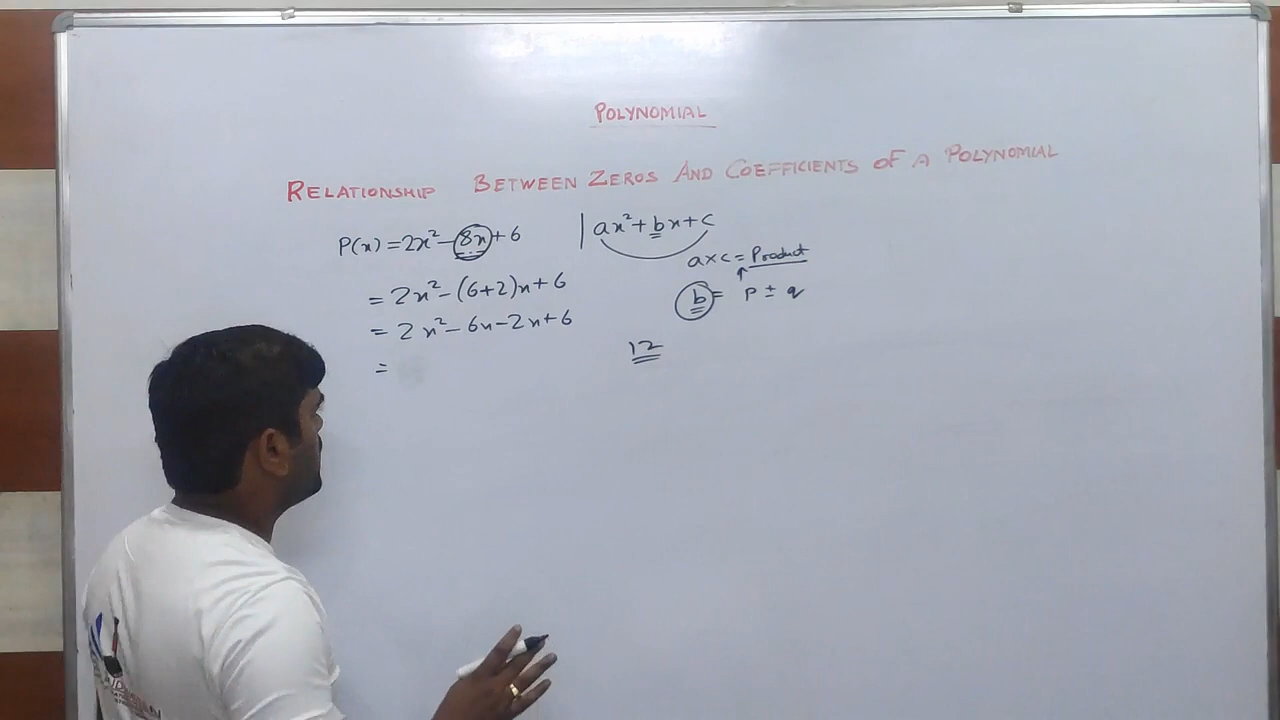 POLYNOMIAL
RELATIONSHIP BETWEEN ZEROS AND COEFFICIENTS OF A POLYNOMIAL
P(x) = 2x² - 8x + 6
= 2x² - (6+2)x + 6
= 2x² - 6x - 2x + 6
=
| ax² + bx + c
a×c = Product
b = p ± q
12